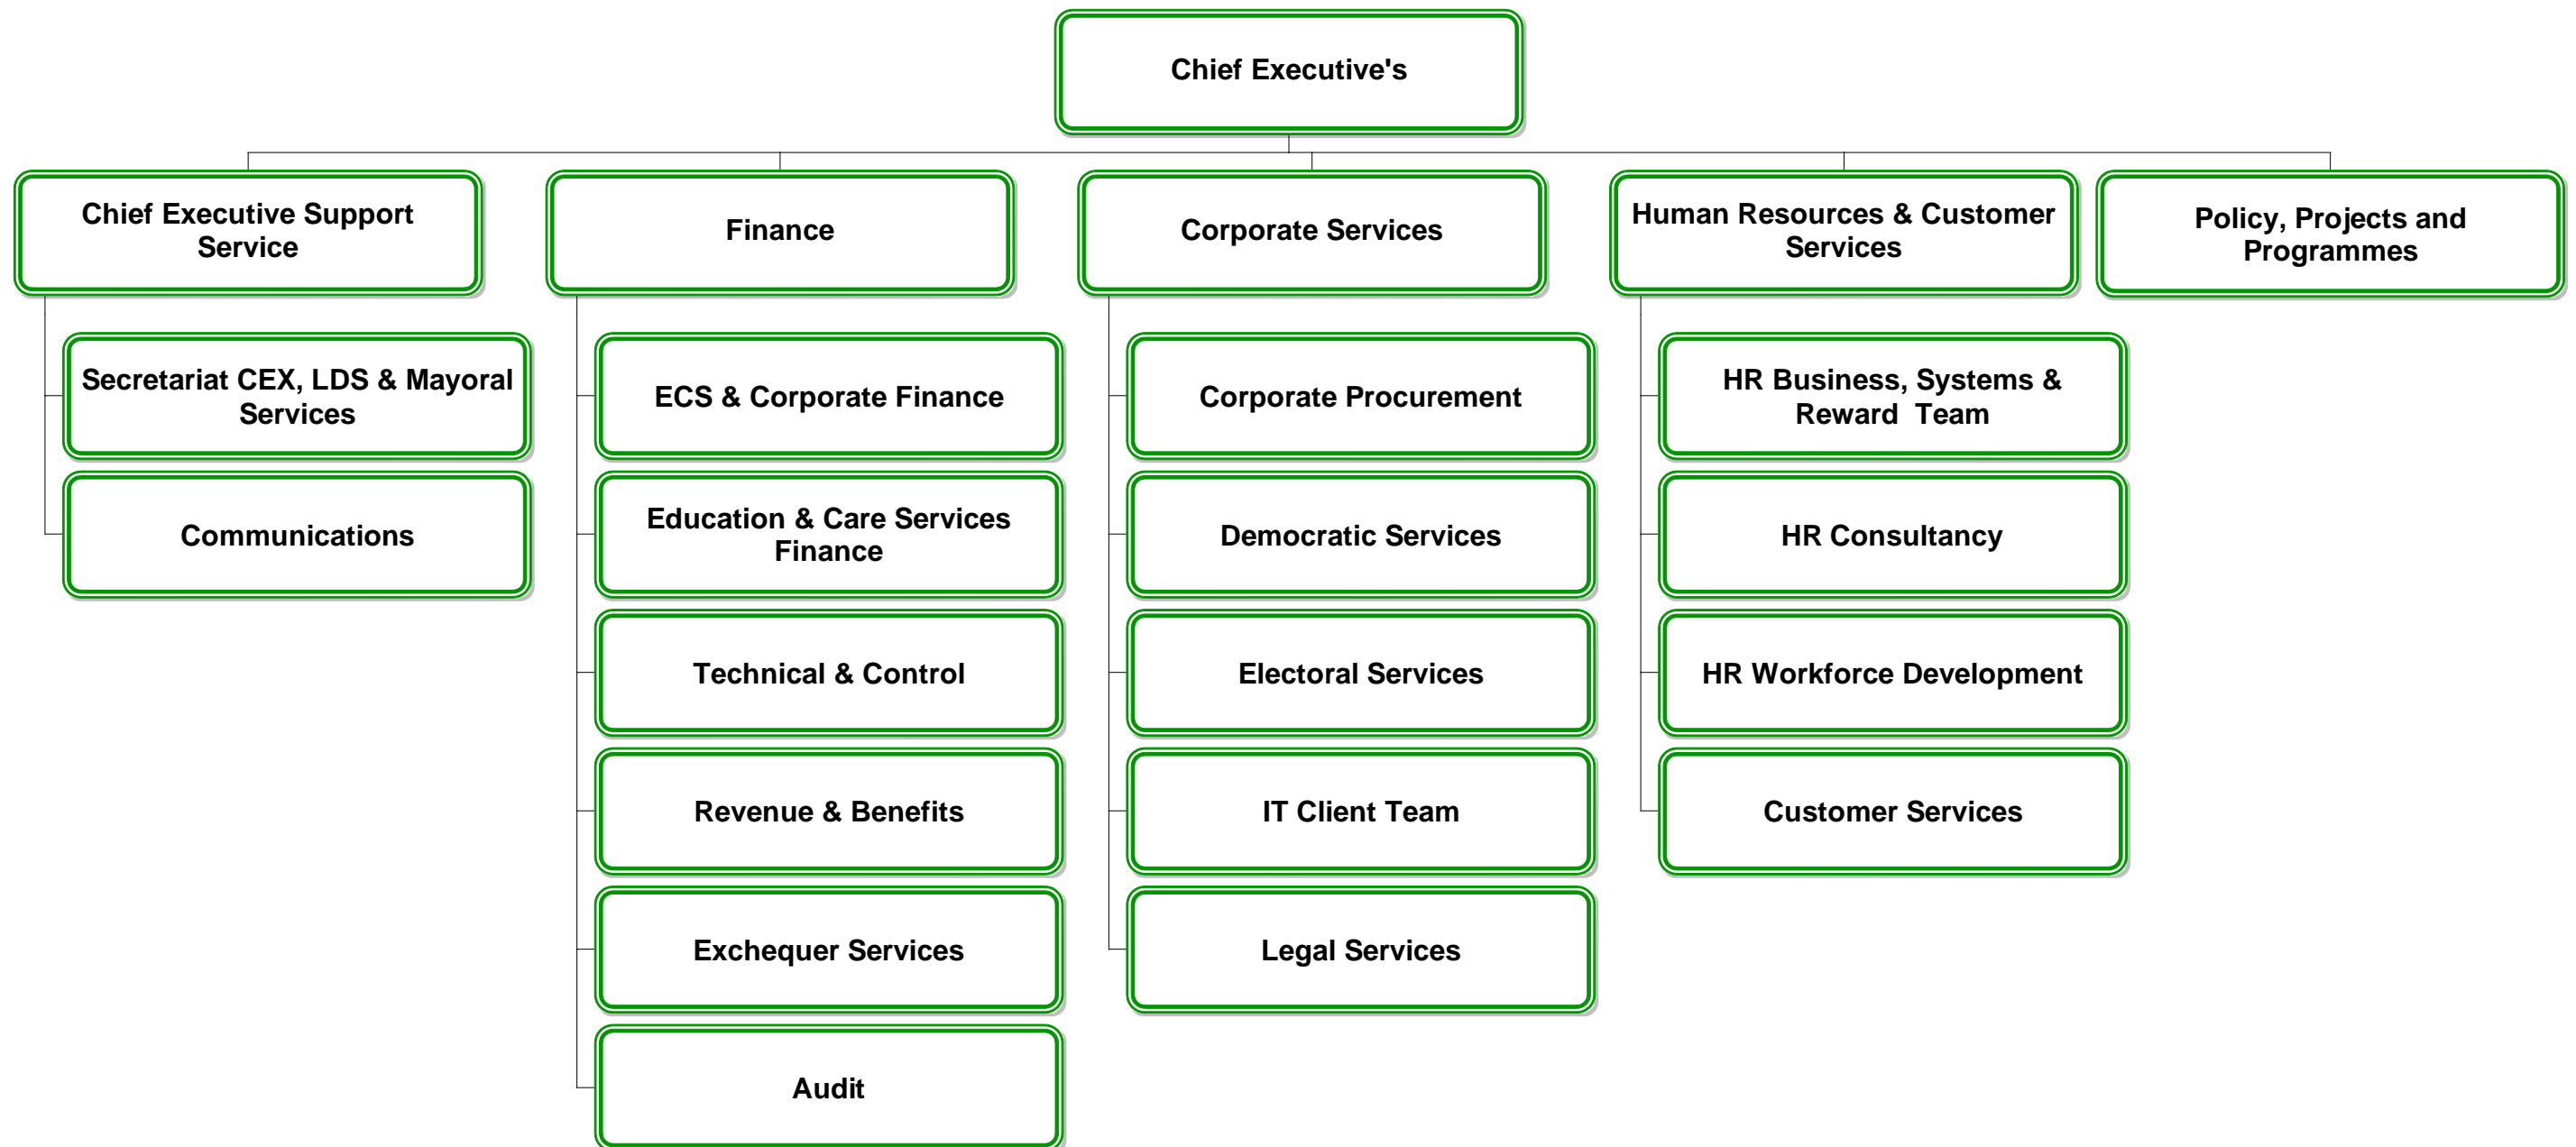 Chief Executive's
Chief Executive Support
Service
Finance
Corporate Services
Human Resources & Customer
Services
Policy, Projects and
Programmes
Secretariat CEX, LDS & Mayoral
Services
Communications
ECS & Corporate Finance
Education & Care Services
Finance
Technical & Control
Revenue & Benefits
Exchequer Services
Audit
Corporate Procurement
Democratic Services
Electoral Services
IT Client Team
Legal Services
HR Business, Systems &
Reward  Team
HR Consultancy
HR Workforce Development
Customer Services